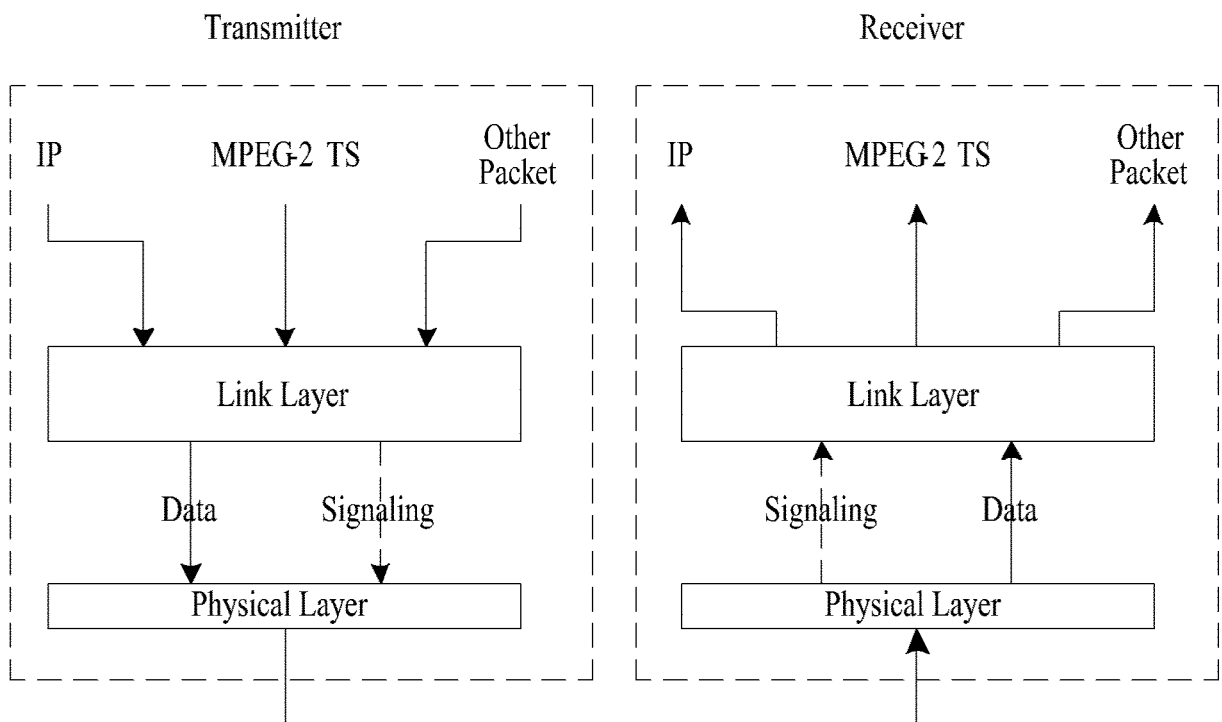 Transmitter
IP
MPEG-2 TS
Other
Packet
Link Layer
Data
Signaling
Physical Layer
Receiver
IP
MPEG-2 TS
Other
Packet
Link Layer
Signaling
Data
Physical Layer